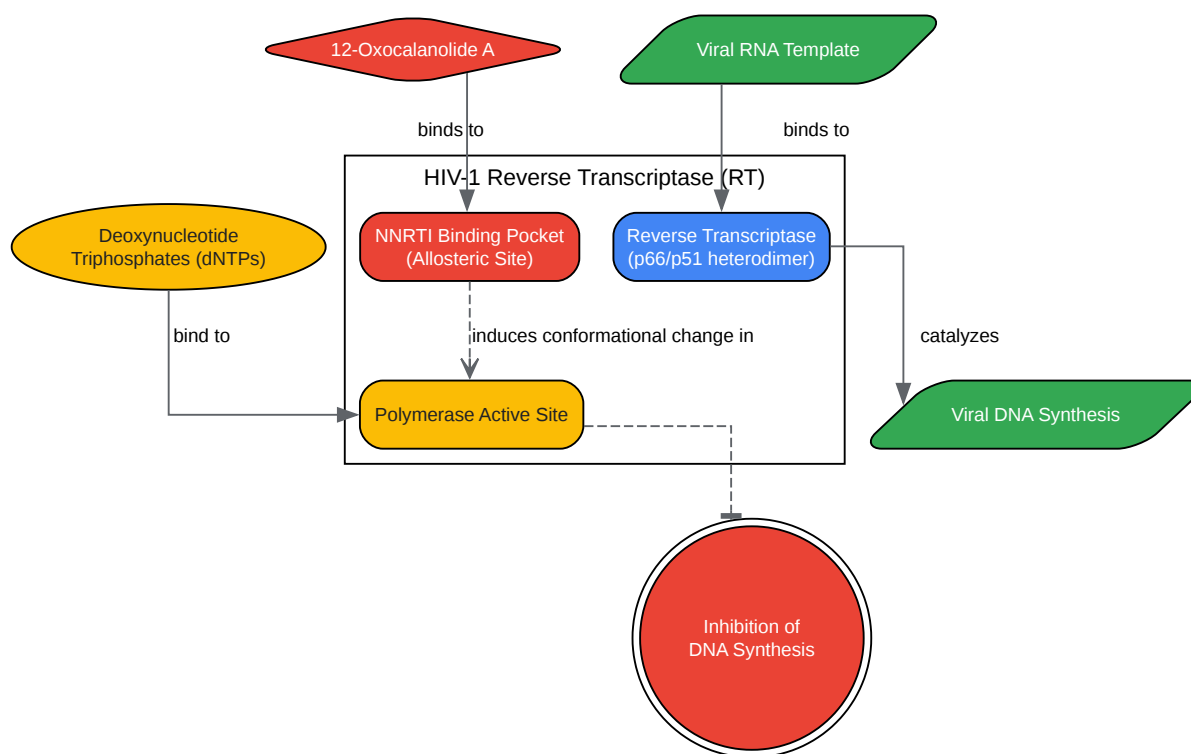 12-Oxocalanolide A
Viral RNA Template
binds to
binds to
HIV-1 Reverse Transcriptase (RT)
Deoxynucleotide
Triphosphates (dNTPs)
NNRTI Binding Pocket
(Allosteric Site)
Reverse Transcriptase
(p66/p51 heterodimer)
bind to
induces conformational change in
catalyzes
Polymerase Active Site
Viral DNA Synthesis
Inhibition of
DNA Synthesis